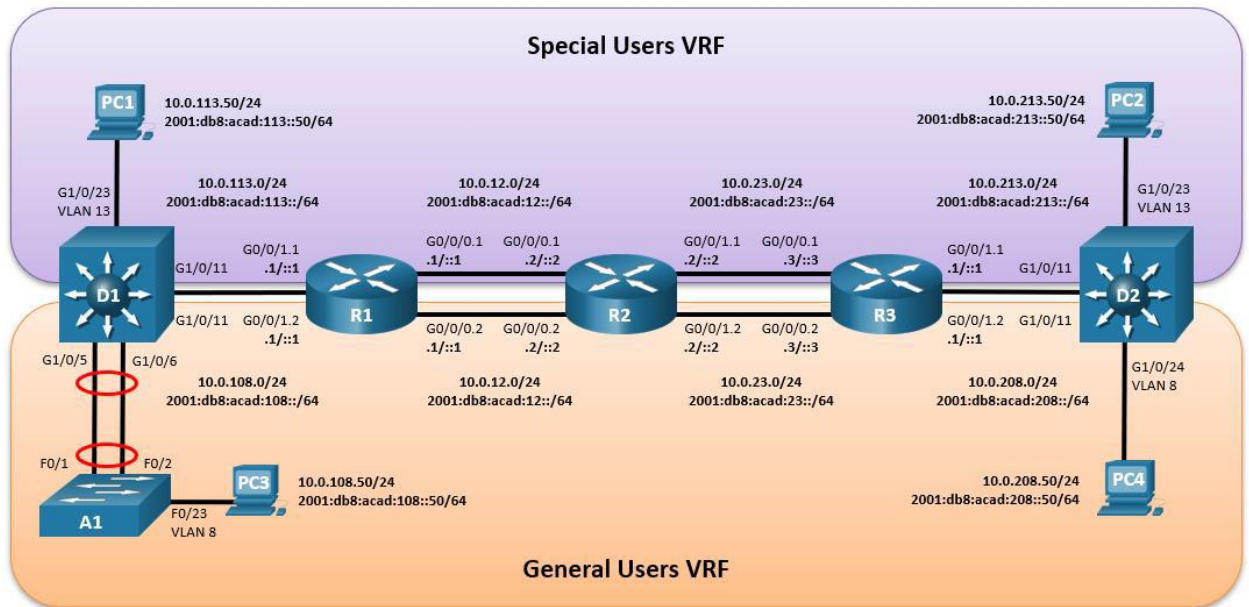 Special Users VRF
PC1
10.0.113.50/24
2001:db8:acad:113::50/64
10.0.213.50/24
2001:db8:acad:213::50/64
PC2
G1/0/23
VLAN 13
10.0.113.0/24
2001:db8:acad:113::/64
10.0.12.0/24
2001:db8:acad:12::/64
10.0.23.0/24
2001:db8:acad:23::/64
10.0.213.0/24
2001:db8:acad:213::/64
G1/0/23
VLAN 13
D1
G1/0/11
G0/0/1.1
.1/::1
R1
G0/0/0.1
.1/::1
G0/0/0.1
.2/::2
R2
G0/0/1.1
.2/::2
G0/0/0.1
.3/::3
R3
G0/0/1.1
.1/::1
G1/0/11
D2
G1/0/11
G0/0/1.2
.1/::1
G0/0/0.2
.1/::1
G0/0/0.2
.2/::2
G0/0/1.2
.2/::2
G0/0/0.2
.3/::3
G0/0/1.2
.1/::1
G1/0/11
G1/0/5
G1/0/6
10.0.108.0/24
2001:db8:acad:108::/64
10.0.12.0/24
2001:db8:acad:12::/64
10.0.23.0/24
2001:db8:acad:23::/64
10.0.208.0/24
2001:db8:acad:208::/64
G1/0/24
VLAN 8
F0/1
F0/2
A1
F0/23
VLAN 8
PC3
10.0.108.50/24
2001:db8:acad:108::50/64
10.0.208.50/24
2001:db8:acad:208::50/64
PC4
General Users VRF